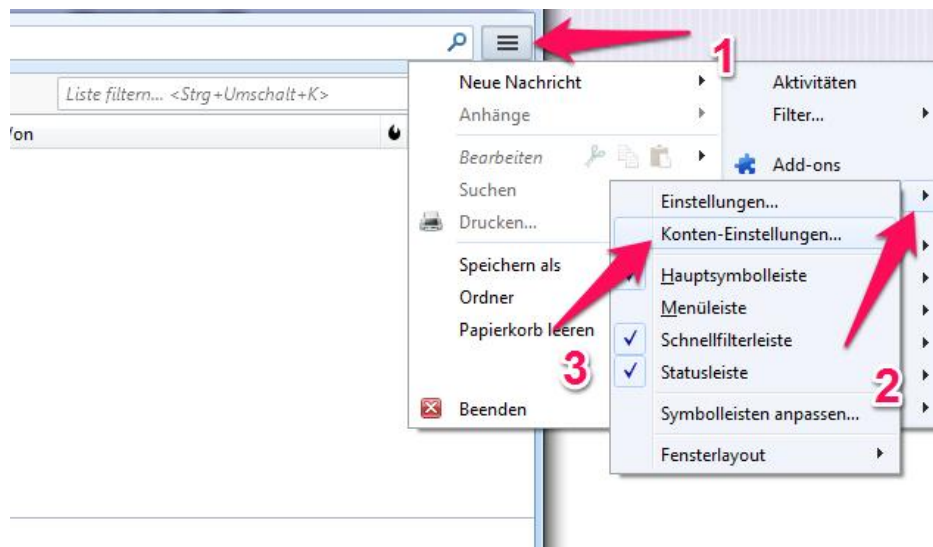 1
Liste filtern... <Strg+Umschalt+K>
Von
Neue Nachricht
Anhänge
Bearbeiten
Suchen
Drucken...
Speichern als
Ordner
Papierkorb leeren
Beenden
Aktivitäten
Filter...
Add-ons
Einstellungen...
Konten-Einstellungen...
Hauptsymbolleiste
Menüleiste
Schnellfilterleiste
Statusleiste
Symbolleisten anpassen...
Fensterlayout
2
3